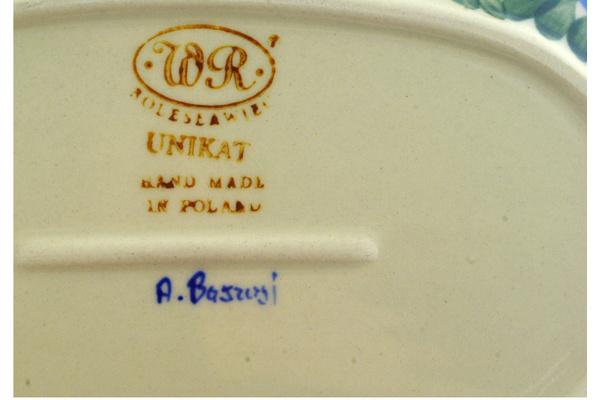 WR
BOLESŁAWIEC
UNIKAT
HAND MADE
IN POLAND
A.